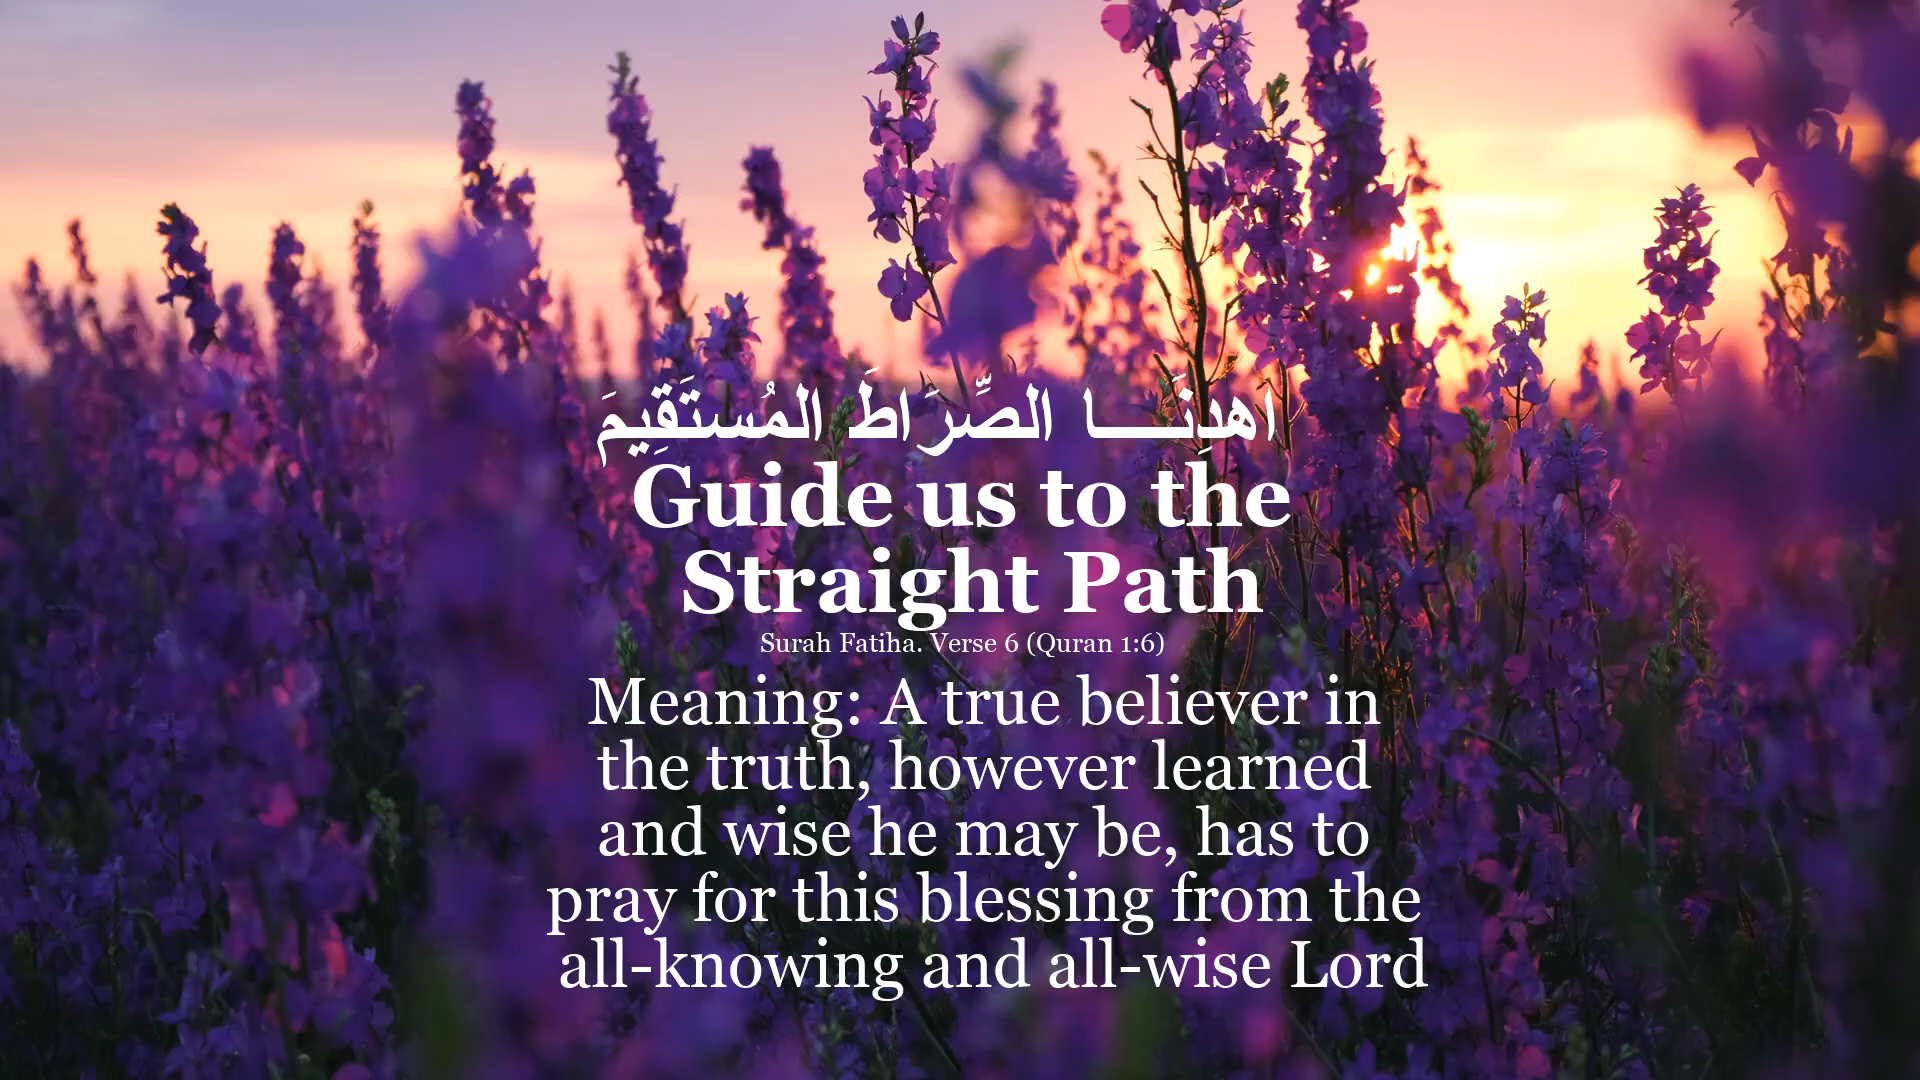 اهدِنَــــا الصِّرَاطَ المُستَقِيمَ
Guide us to the
Straight Path
Surah Fatiha. Verse 6 (Quran 1:6)
Meaning: A true believer in
the truth, however learned
and wise he may be, has to
pray for this blessing from the
all-knowing and all-wise Lord